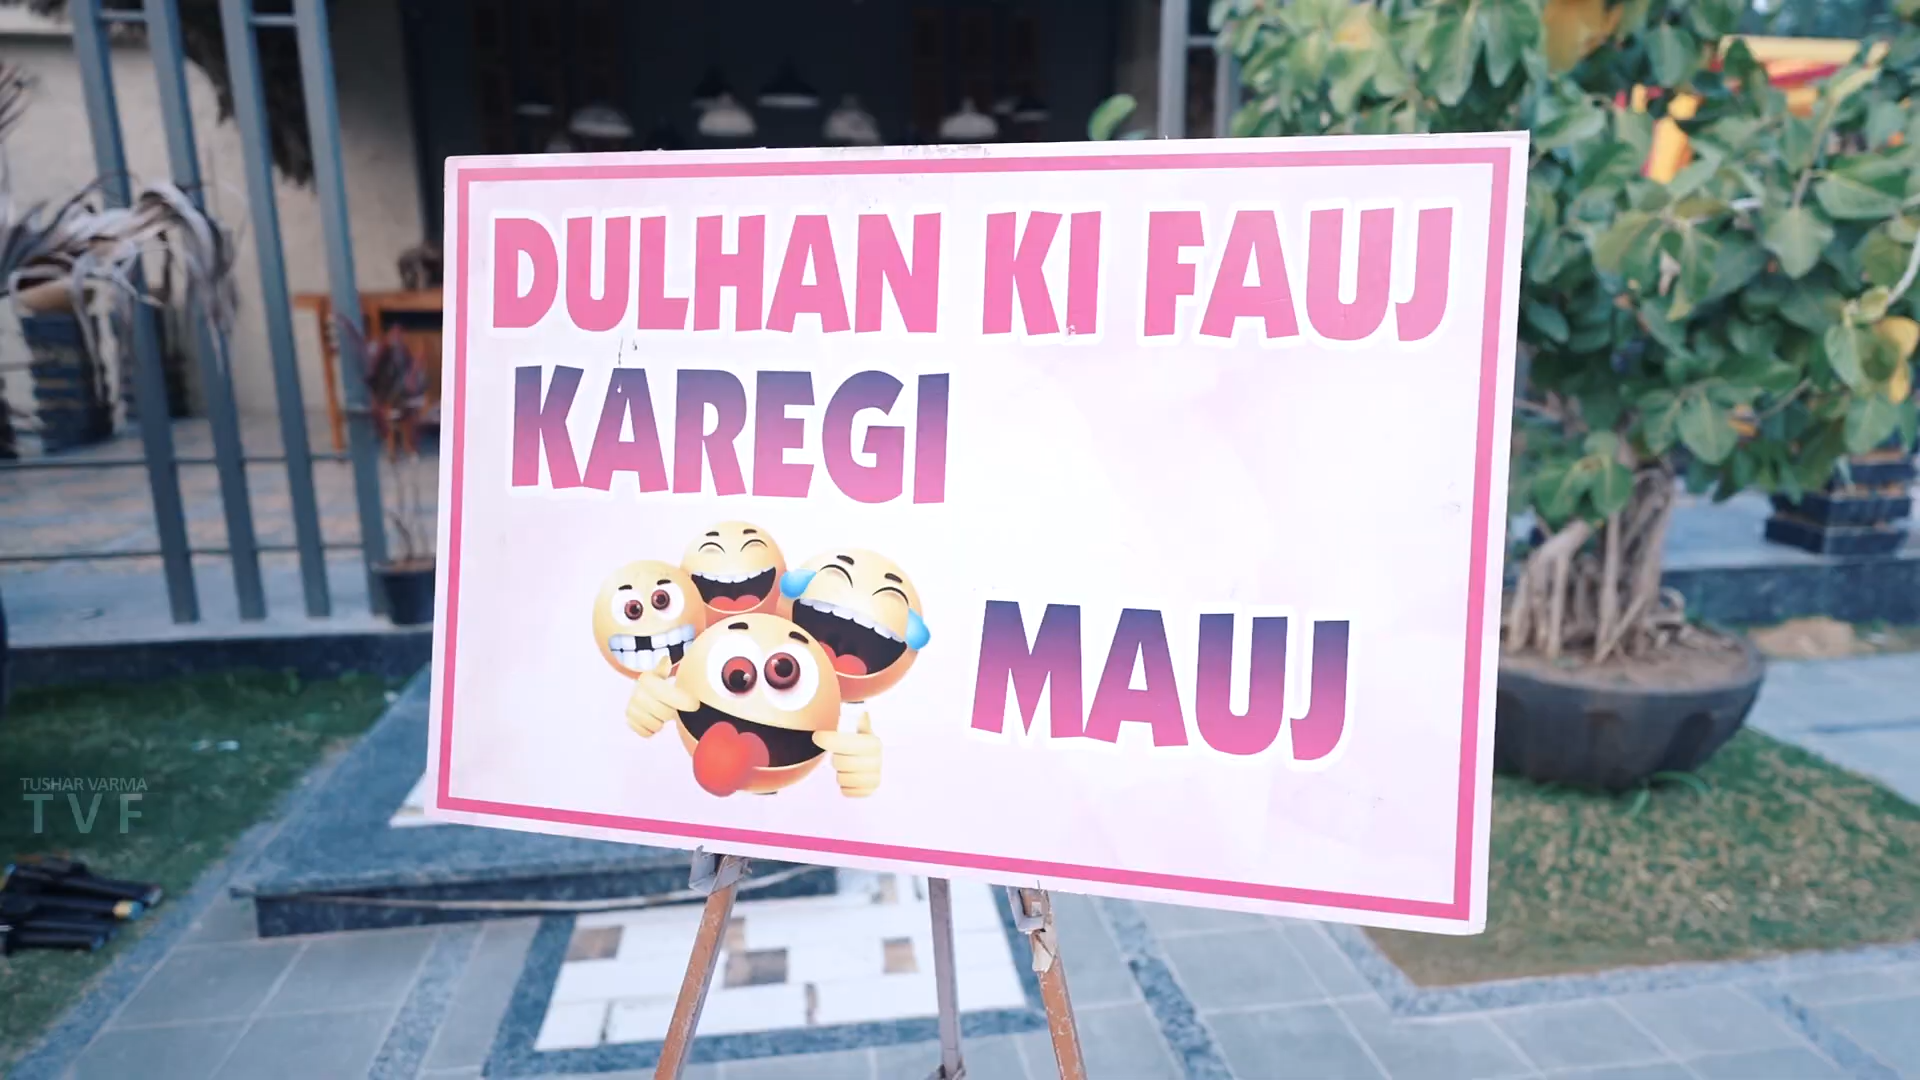 DULHAN KI FAUJ
KAREGI
MAUJ
TUSHAR VARMA
TVF